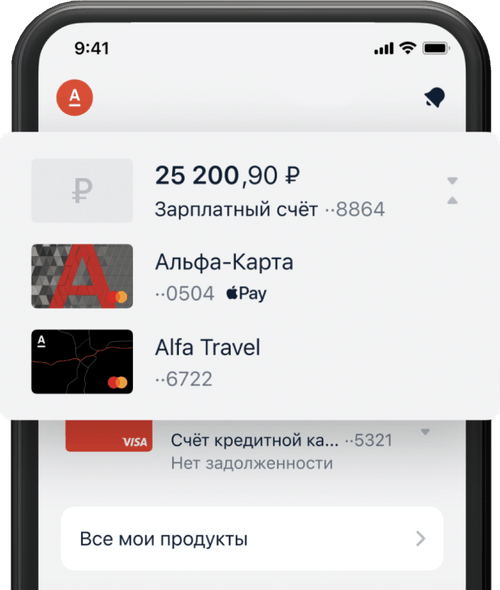 9:41
А
₽
25 200,90 ₽
Зарплатный счёт ··8864
А
Альфа-Карта
··0504 Pay
А
Alfa Travel
··6722
VISA
Счёт кредитной ка... ··5321
Нет задолженности
Все мои продукты